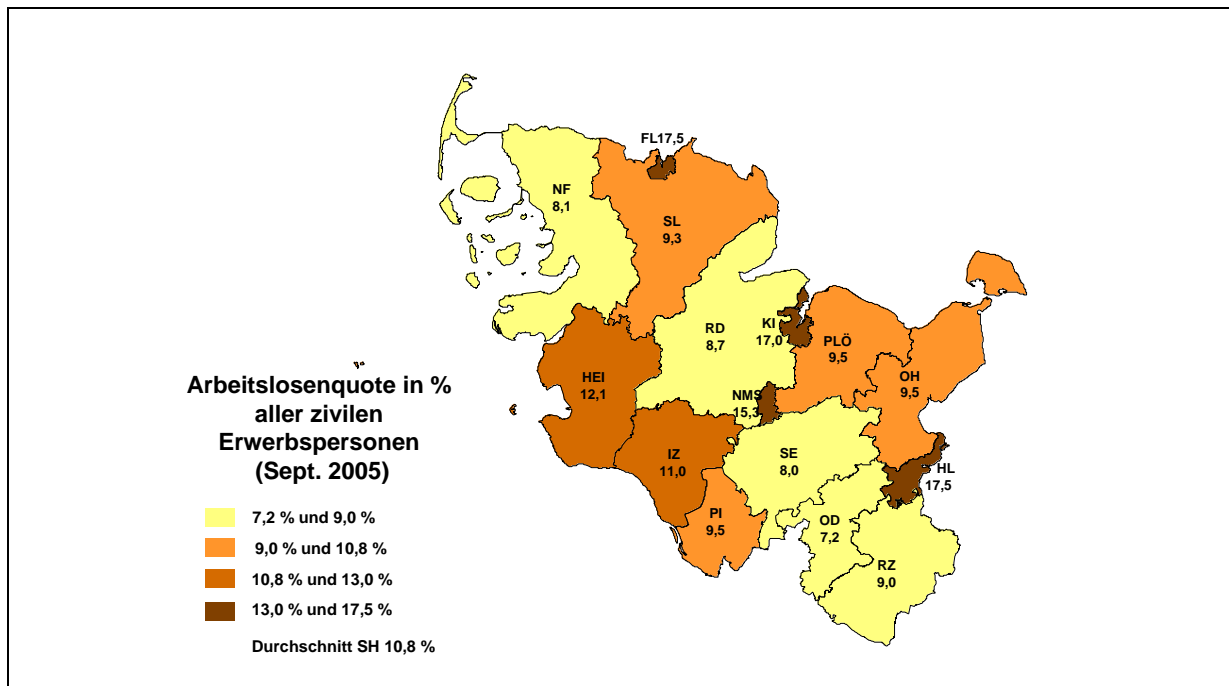 FL17,5
NF
8,1
SL
9,3
RD
8,7
KI
17,0
PLÖ
9,5
OH
9,5
HEI
12,1
NMS
15,3
IZ
11,0
SE
8,0
HL
17,5
PI
9,5
OD
7,2
RZ
9,0
Arbeitslosenquote in %
aller zivilen
Erwerbspersonen
(Sept. 2005)
7,2 % und 9,0 %
9,0 % und 10,8 %
10,8 % und 13,0 %
13,0 % und 17,5 %
Durchschnitt SH 10,8 %